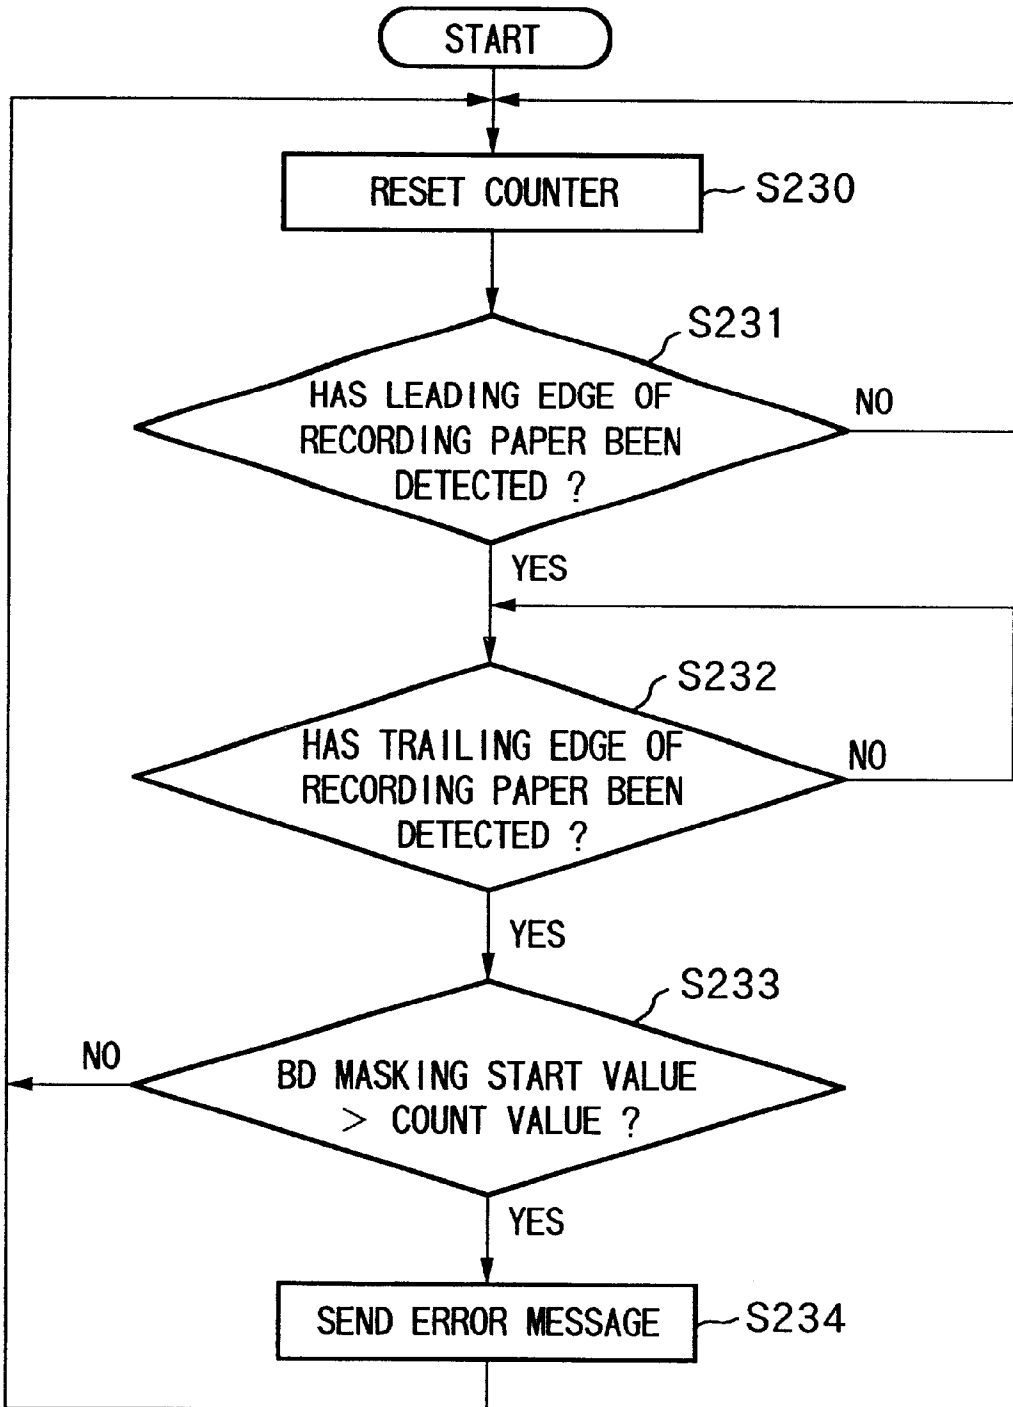 START
RESET COUNTER
S230
S231
HAS LEADING EDGE OF
RECORDING PAPER BEEN
DETECTED ?
NO
YES
S232
HAS TRAILING EDGE OF
RECORDING PAPER BEEN
DETECTED ?
NO
YES
S233
NO
BD MASKING START VALUE
> COUNT VALUE ?
YES
SEND ERROR MESSAGE
S234